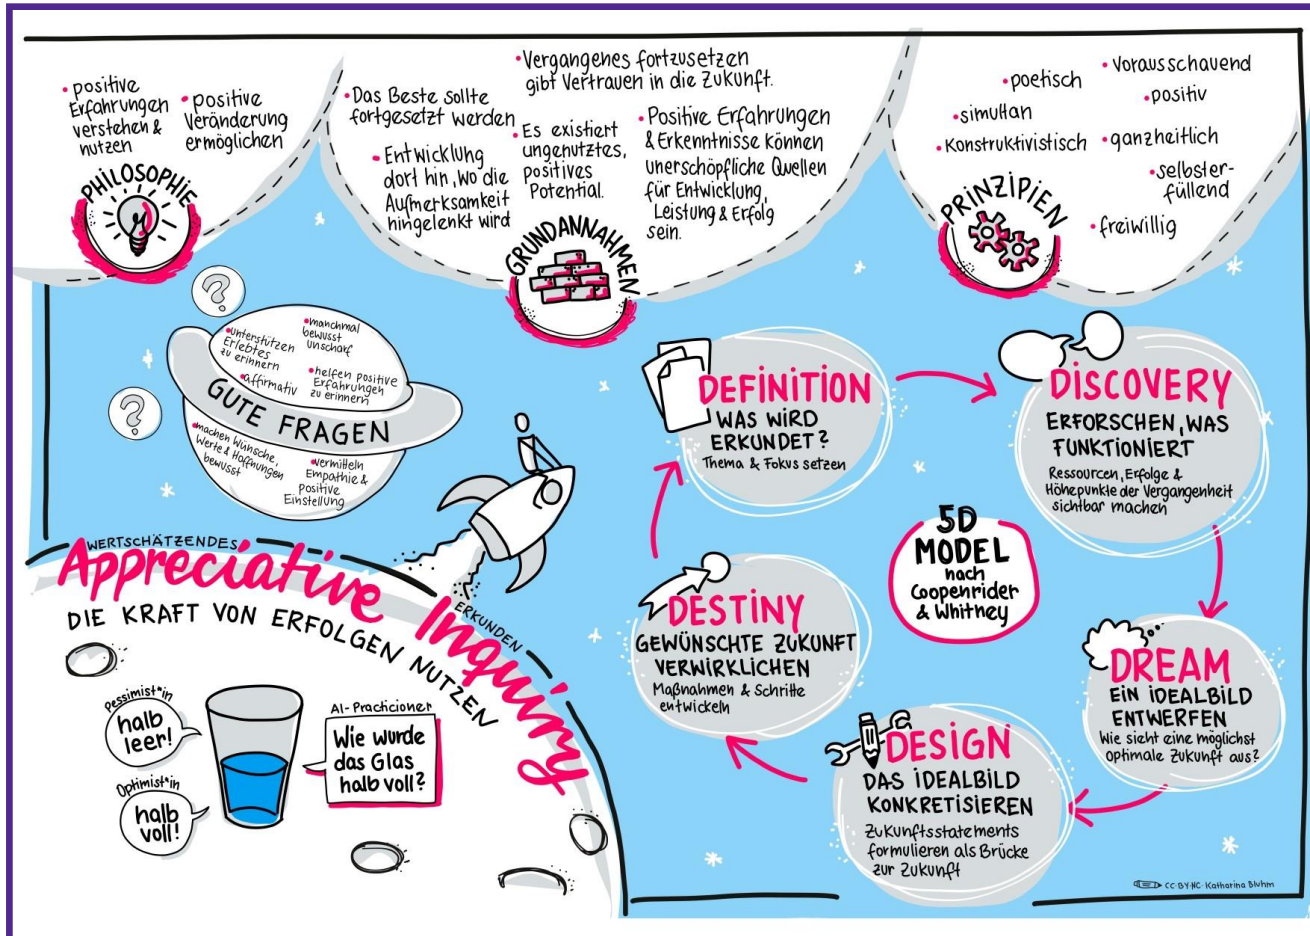 • positive
Erfahrungen
verstehen &
nutzen
• positive
Veränderung
ermöglichen
PHILOSOPHIE
• Das Beste sollte
fortgesetzt werden
• Entwicklung
dort hin, wo die
Aufmerksamkeit
hingelenkt wird
• Vergangenes fortzusetzen
gibt Vertrauen in die Zukunft.
• Es existiert
ungenutztes,
positives
Potential.
• Positive Erfahrungen
& Erkenntnisse können
unerschöpfliche Quellen
für Entwicklung,
Leistung & Erfolg
sein.
GRUNDANNAHMEN
• poetisch
• simultan
• Konstruktivistisch
• Vorausschauend
• positiv
• ganzheitlich
• selbster-
füllend
• freiwillig
PRINZIPIEN
?
?
• unterstützen
Erlebtes
zu erinnern
• affirmativ
• manchmal
bewusst
unscharf
• helfen positive
Erfahrungen
zu erinnern
GUTE FRAGEN
• machen Wünsche,
Werte & Hoffnungen
bewusst
• vermitteln
Empathie &
positive
Einstellung
WERTSCHÄTZENDES
Appreciative Inquiry
ERKUNDEN
DIE KRAFT VON ERFOLGEN NUTZEN
Pessimist*in
halb
leer!
Optimist*in
halb
voll!
AI-Practicioner
Wie wurde
das Glas
halb voll?
5D
MODEL
nach
Coopenrider
& Whitney
DEFINITION
WAS WIRD
ERKUNDET?
Thema & Fokus setzen
DISCOVERY
ERFORSCHEN, WAS
FUNKTIONIERT
Ressourcen, Erfolge &
Höhepunkte der Vergangenheit
sichtbar machen
DREAM
EIN IDEALBILD
ENTWERFEN
Wie sieht eine möglichst
optimale Zukunft aus?
DESIGN
DAS IDEALBILD
KONKRETISIEREN
Zukunftsstatements
formulieren als Brücke
zur Zukunft
DESTINY
GEWÜNSCHTE ZUKUNFT
VERWIRKLICHEN
Maßnahmen & Schritte
entwickeln
CC·BY·NC·Katharina Bluhm